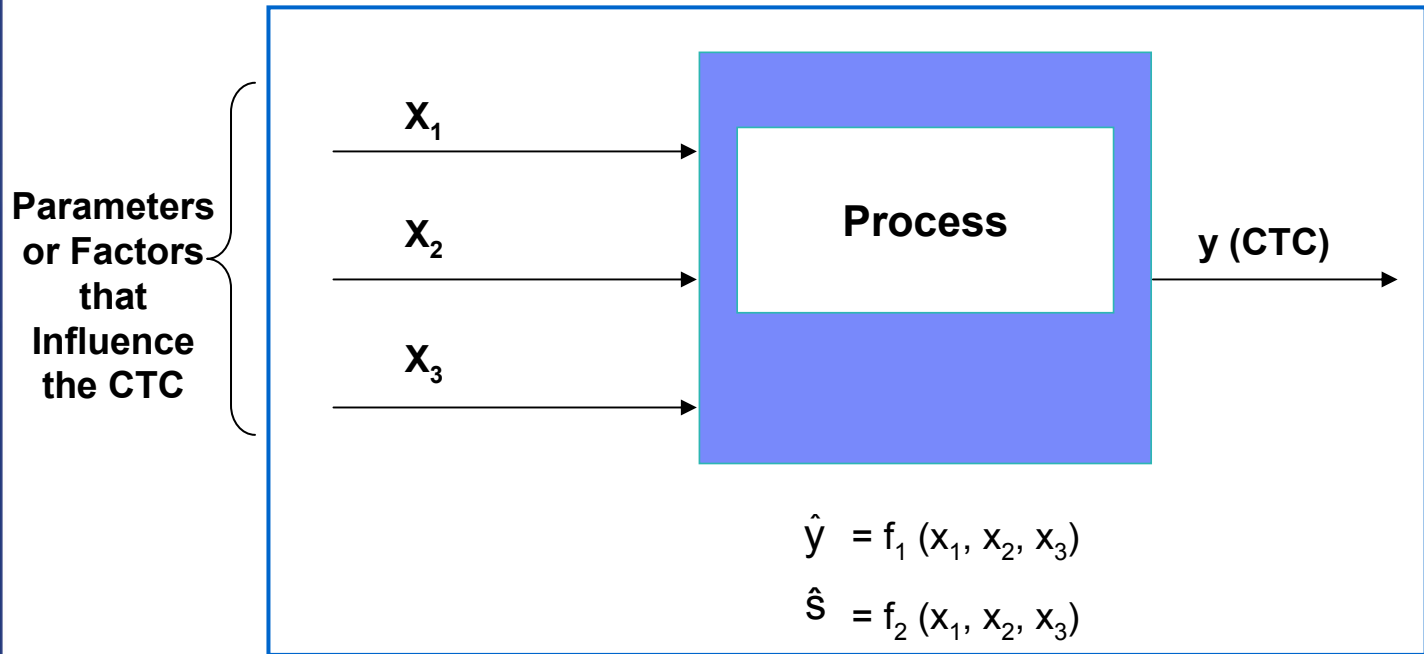 Parameters
or Factors
that
Influence
the CTC
X₁
X₂
X₃
Process
y (CTC)
ŷ = f₁ (x₁, x₂, x₃)
ŝ = f₂ (x₁, x₂, x₃)